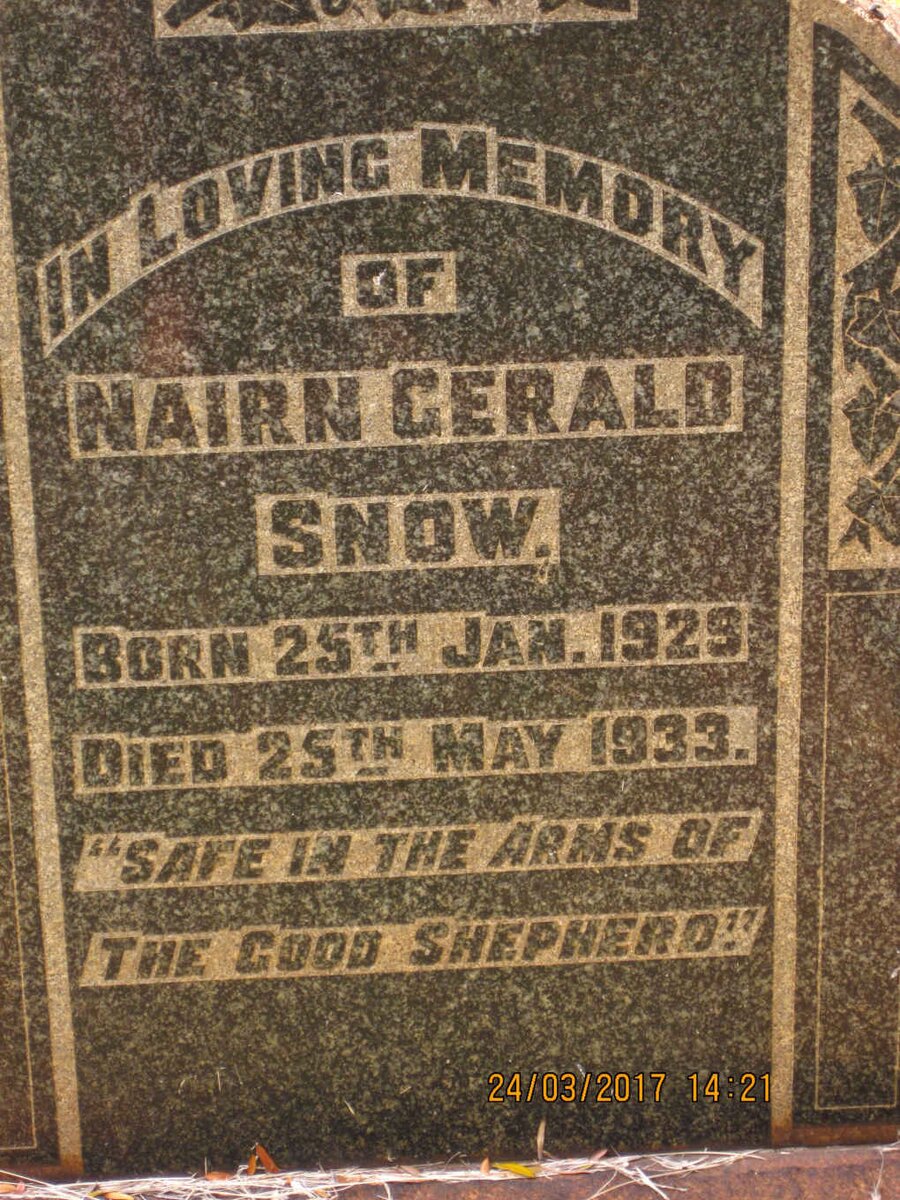 IN LOVING MEMORY
OF
NAIRN GERALD
SNOW.
BORN 25TH JAN. 1929
DIED 25TH MAY 1933.
"SAFE IN THE ARMS OF
THE GOOD SHEPHERD"
24/03/2017 14:21